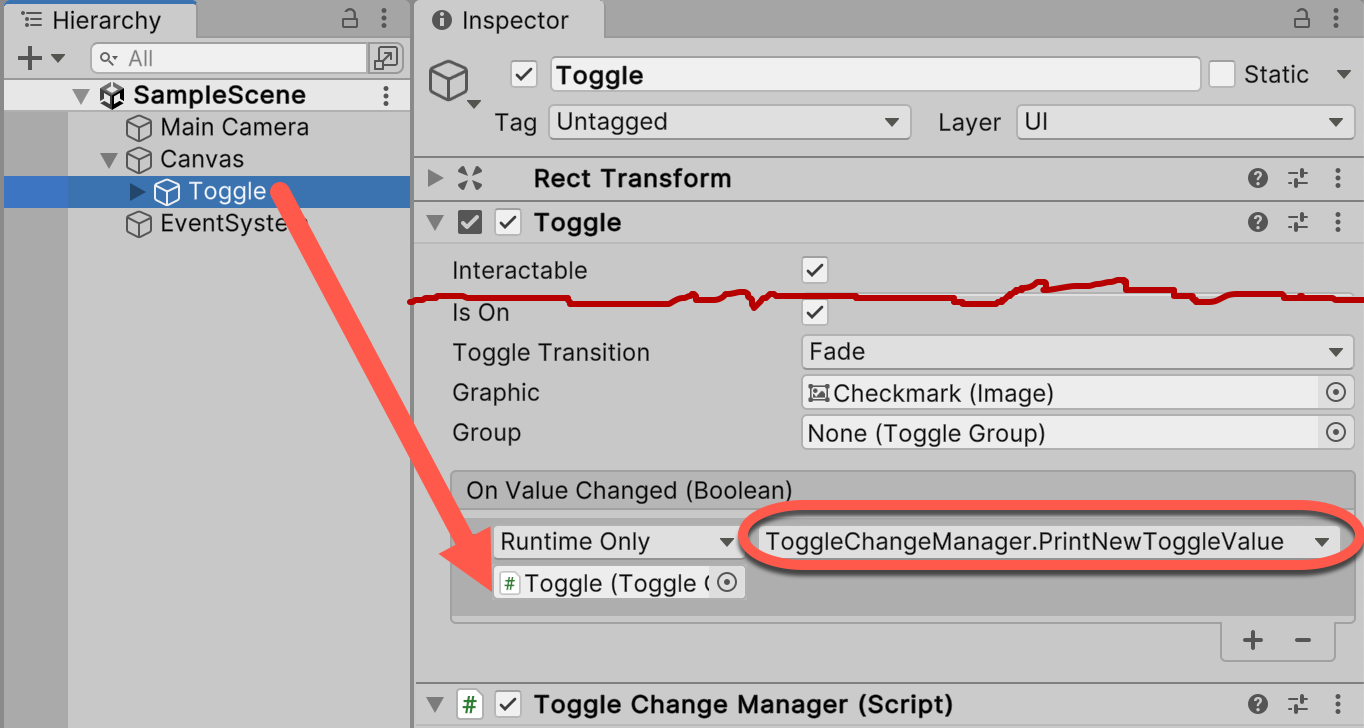 Hierarchy
All
SampleScene
Main Camera
Canvas
Toggle
EventSyste
Inspector
Toggle
Static
Tag Untagged Layer UI
Rect Transform
Toggle
Interactable
Is On
Toggle Transition Fade
Graphic Checkmark (Image)
Group None (Toggle Group)
On Value Changed (Boolean)
Runtime Only ToggleChangeManager.PrintNewToggleValue
# Toggle (Toggle
# Toggle Change Manager (Script)